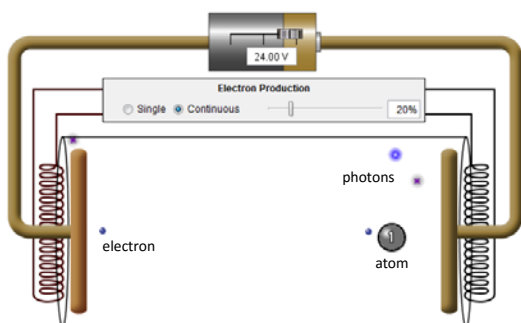 24.00 V
Electron Production
Single Continuous 20%
photons
electron
1
atom